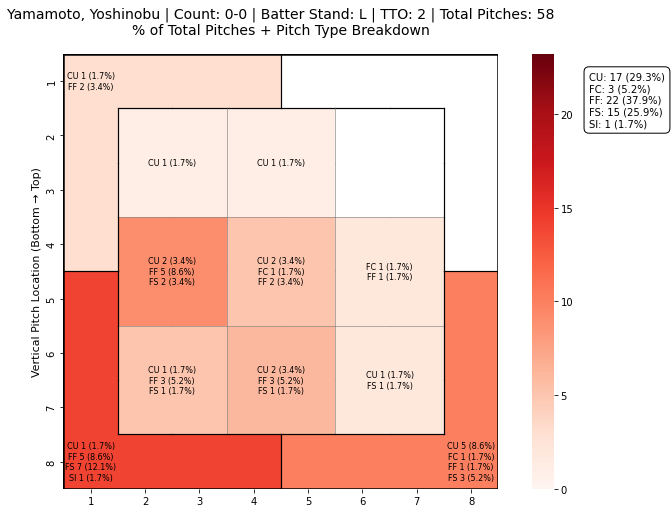 Yamamoto, Yoshinobu | Count: 0-0 | Batter Stand: L | TTO: 2 | Total Pitches: 58
% of Total Pitches + Pitch Type Breakdown
Vertical Pitch Location (Bottom → Top)
1
2
3
4
5
6
7
8
CU 1 (1.7%)
FF 2 (3.4%)
CU 1 (1.7%)
CU 1 (1.7%)
CU 2 (3.4%)
FF 5 (8.6%)
FS 2 (3.4%)
CU 2 (3.4%)
FC 1 (1.7%)
FF 2 (3.4%)
FC 1 (1.7%)
FF 1 (1.7%)
CU 1 (1.7%)
FF 3 (5.2%)
FS 1 (1.7%)
CU 2 (3.4%)
FF 3 (5.2%)
FS 1 (1.7%)
CU 1 (1.7%)
FS 1 (1.7%)
CU 1 (1.7%)
FF 5 (8.6%)
FS 7 (12.1%)
SI 1 (1.7%)
CU 5 (8.6%)
FC 1 (1.7%)
FF 1 (1.7%)
FS 3 (5.2%)
1 2 3 4 5 6 7 8
20
15
10
5
0
CU: 17 (29.3%)
FC: 3 (5.2%)
FF: 22 (37.9%)
FS: 15 (25.9%)
SI: 1 (1.7%)